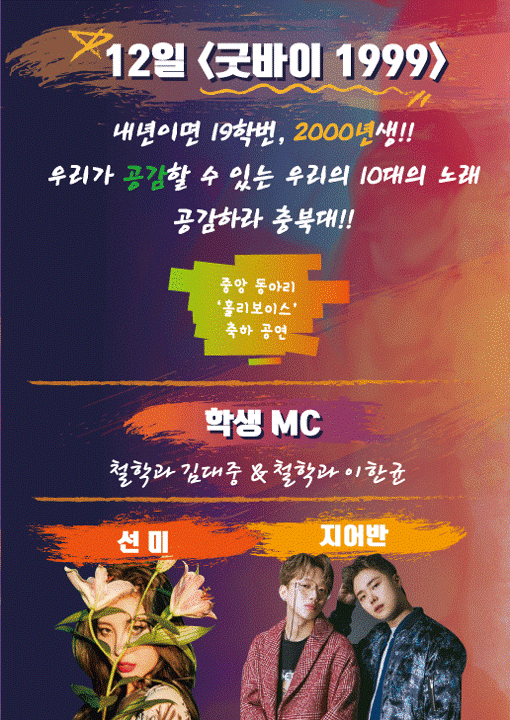 12일 <굿바이 1999>
내년이면 19학번, 2000년생!!
우리가 공감할 수 있는 우리의 10대의 노래
공감하라 충북대!!
중앙 동아리
'홀리보이스'
축하 공연
학생 MC
철학과 김대중 & 철학과 이한균
선 미
지어반